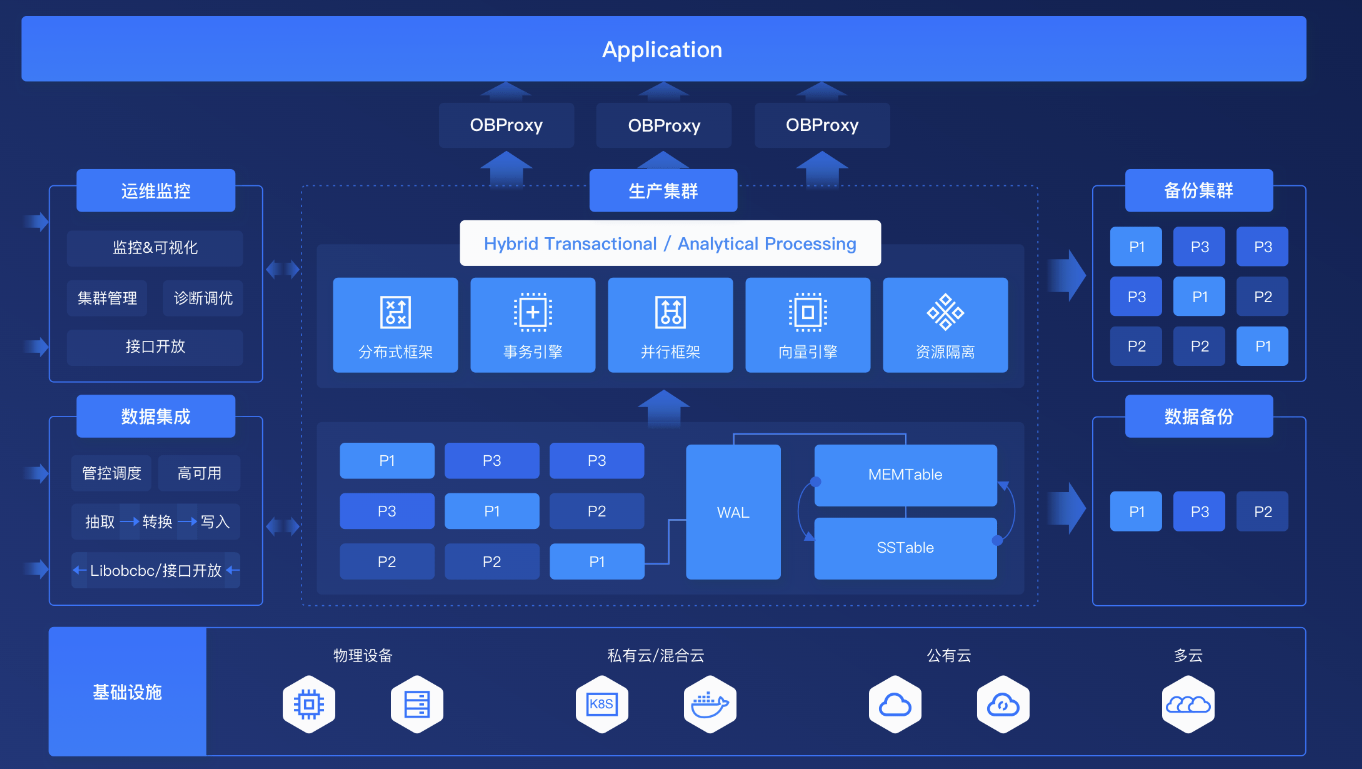 Application
OBProxy
OBProxy
OBProxy
运维监控
监控&可视化
集群管理
诊断调优
接口开放
数据集成
管控调度
高可用
抽取
转换
写入
Libobcbc/接口开放
生产集群
Hybrid Transactional / Analytical Processing
分布式框架
事务引擎
并行框架
向量引擎
资源隔离
P1 P3 P3
P3 P1 P2
P2 P2 P1
WAL
MEMTable
SSTable
备份集群
P1 P3 P3
P3 P1 P2
P2 P2 P1
数据备份
P1 P3 P2
基础设施
物理设备
私有云/混合云
K8S
公有云
多云